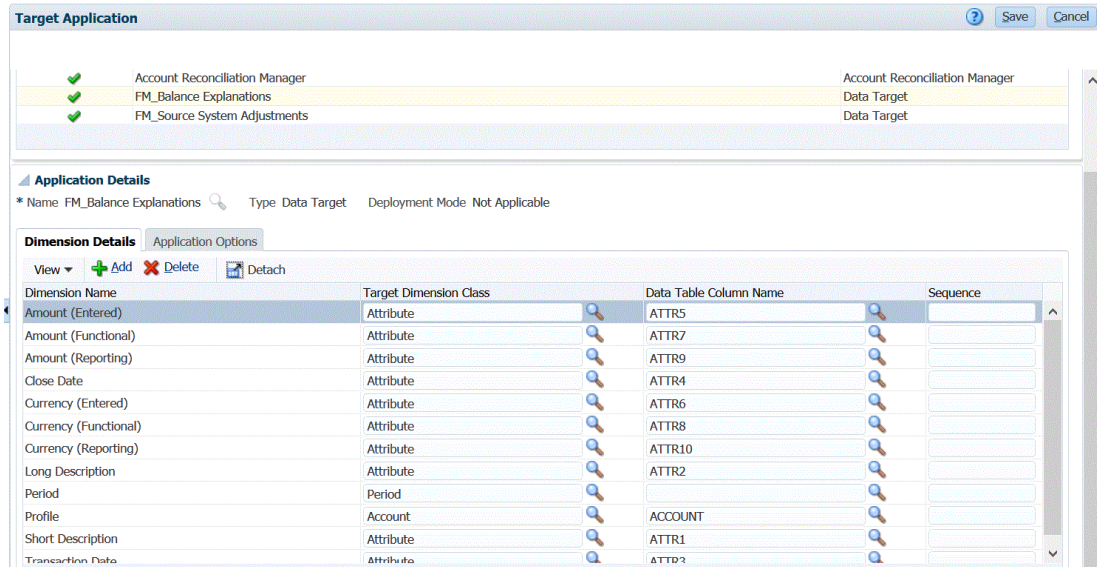 Target Application ? Save Cancel
Account Reconciliation Manager Account Reconciliation Manager
FM_Balance Explanations Data Target
FM_Source System Adjustments Data Target
Application Details
* Name FM_Balance Explanations Type Data Target Deployment Mode Not Applicable
Dimension Details Application Options
View Add Delete Detach
Dimension Name Target Dimension Class Data Table Column Name Sequence
Amount (Entered) Attribute ATTR5
Amount (Functional) Attribute ATTR7
Amount (Reporting) Attribute ATTR9
Close Date Attribute ATTR4
Currency (Entered) Attribute ATTR6
Currency (Functional) Attribute ATTR8
Currency (Reporting) Attribute ATTR10
Long Description Attribute ATTR2
Period Period
Profile Account ACCOUNT
Short Description Attribute ATTR1
Transaction Date Attribute ATTR3